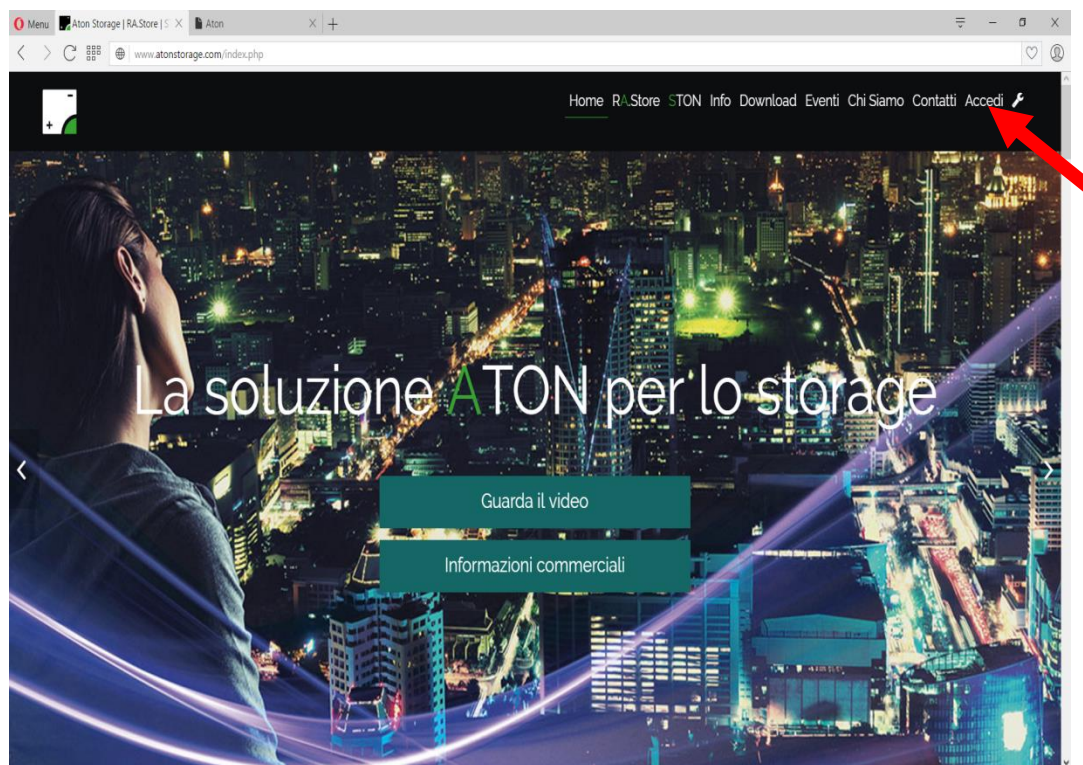 Menu
Aton Storage | RA.Store | S
Aton
www.atonstorage.com/index.php
Home RA.Store STON Info Download Eventi Chi Siamo Contatti Accedi
La soluzione ATON per lo storage
Guarda il video
Informazioni commerciali